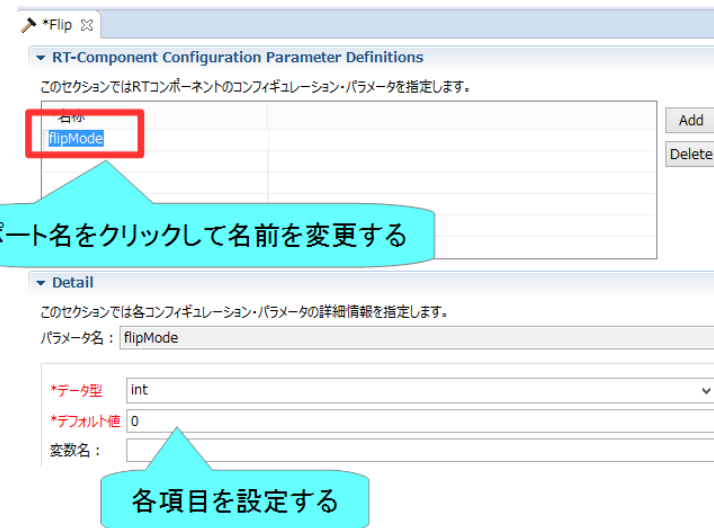 *Flip
RT-Component Configuration Parameter Definitions
このセクションではRTコンポーネントのコンフィギュレーション・パラメータを指定します。
名称
Add
flipMode
Delete
ポート名をクリックして名前を変更する
Detail
このセクションでは各コンフィギュレーション・パラメータの詳細情報を指定します。
パラメータ名： flipMode
*データ型 int
*デフォルト値 0
変数名：
各項目を設定する